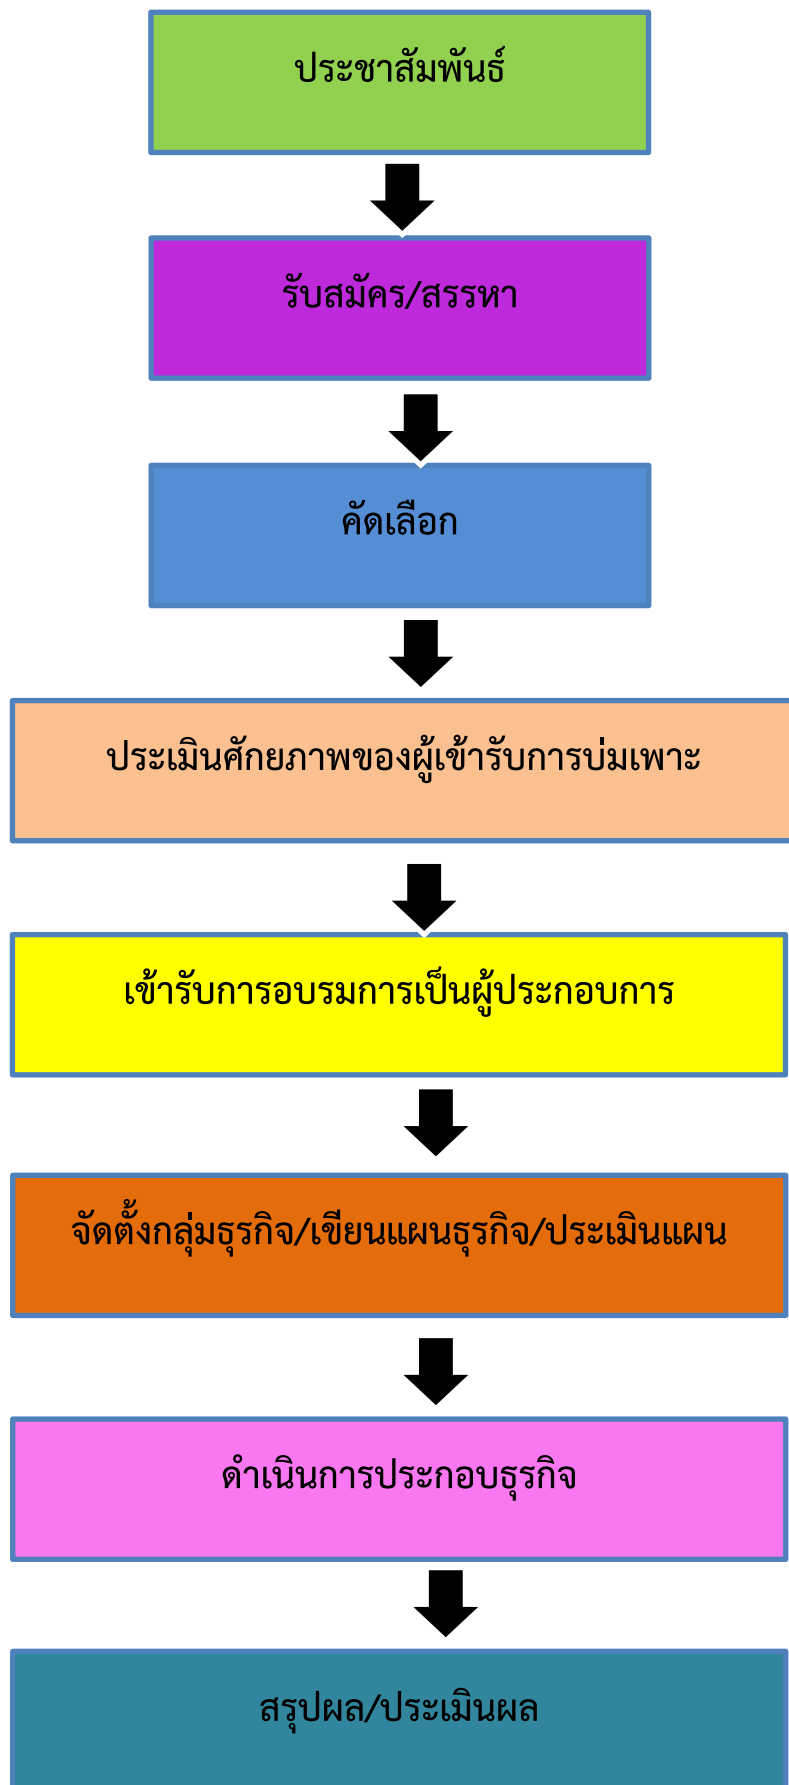 ประชาสัมพันธ์
รับสมัคร/สรรหา
คัดเลือก
ประเมินศักยภาพของผู้เข้ารับการบ่มเพาะ
เข้ารับการอบรมการเป็นผู้ประกอบการ
จัดตั้งกลุ่มธุรกิจ/เขียนแผนธุรกิจ/ประเมินแผน
ดำเนินการประกอบธุรกิจ
สรุปผล/ประเมินผล